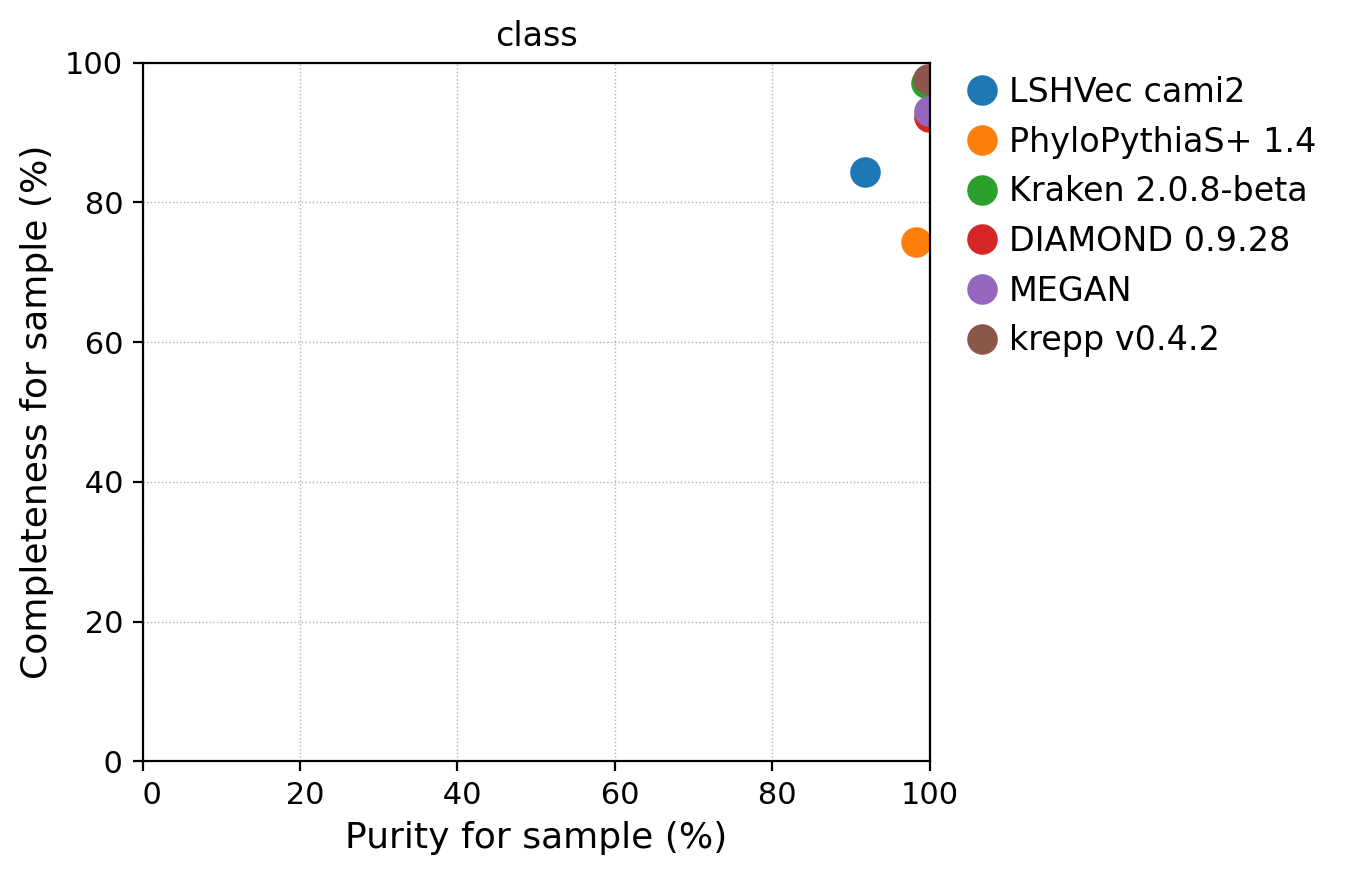 class
Completeness for sample (%)
100
80
60
40
20
0
0 20 40 60 80 100
Purity for sample (%)
LSHVec cami2
PhyloPythiaS+ 1.4
Kraken 2.0.8-beta
DIAMOND 0.9.28
MEGAN
krepp v0.4.2